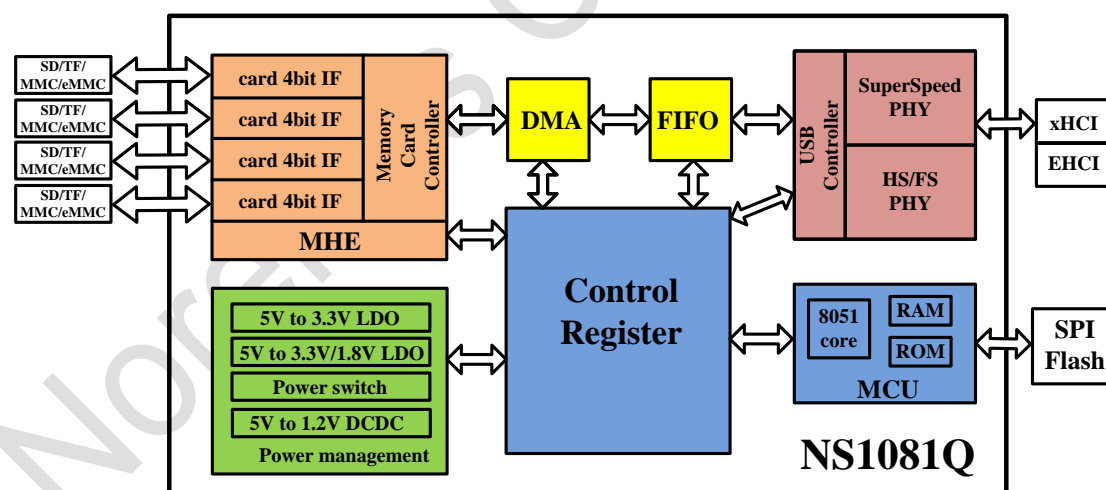 SD/TF/
MMC/eMMC
SD/TF/
MMC/eMMC
SD/TF/
MMC/eMMC
SD/TF/
MMC/eMMC
card 4bit IF
card 4bit IF
card 4bit IF
card 4bit IF
Memory
Card
Controller
MHE
DMA
FIFO
USB
Controller
SuperSpeed
PHY
HS/FS
PHY
xHCI
EHCI
5V to 3.3V LDO
5V to 3.3V/1.8V LDO
Power switch
5V to 1.2V DCDC
Power management
Control
Register
8051
core
RAM
ROM
MCU
SPI
Flash
NS1081Q